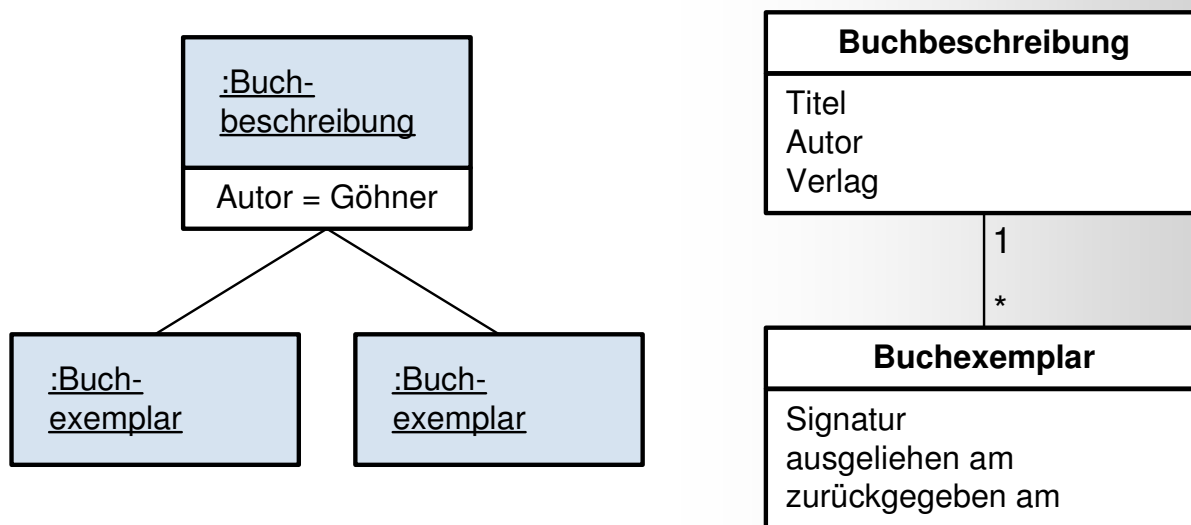 :Buch-
beschreibung
Autor = Göhner
:Buch-
exemplar
:Buch-
exemplar
Buchbeschreibung
Titel
Autor
Verlag
1
*
Buchexemplar
Signatur
ausgeliehen am
zurückgegeben am